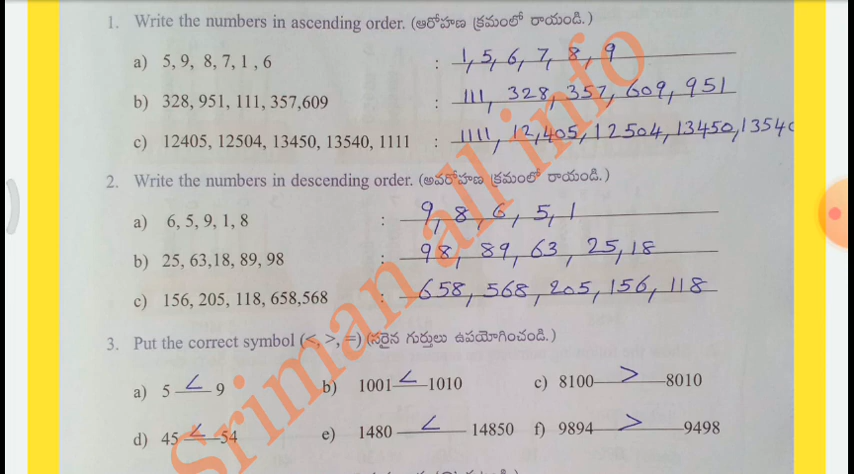 1. Write the numbers in ascending order. (ఆరోహణ క్రమంలో రాయండి.)
a) 5, 9, 8, 7, 1 , 6 : 1, 5, 6, 7, 8, 9
b) 328, 951, 111, 357,609 : 111, 328, 357, 609, 951
c) 12405, 12504, 13450, 13540, 1111 : 1111, 12,405, 12504, 13450, 13540
2. Write the numbers in descending order. (అవరోహణ క్రమంలో రాయండి.)
a) 6, 5, 9, 1, 8 : 9, 8, 6, 5, 1
b) 25, 63,18, 89, 98 : 98, 89, 63, 25, 18
c) 156, 205, 118, 658,568 : 658, 568, 205, 156, 118
3. Put the correct symbol (<, >, =) (సరైన గుర్తులు ఉపయోగించండి.)
a) 5 < 9 b) 1001 < 1010 c) 8100 > 8010
d) 45 < 54 e) 1480 < 14850 f) 9894 > 9498
Sriman all info